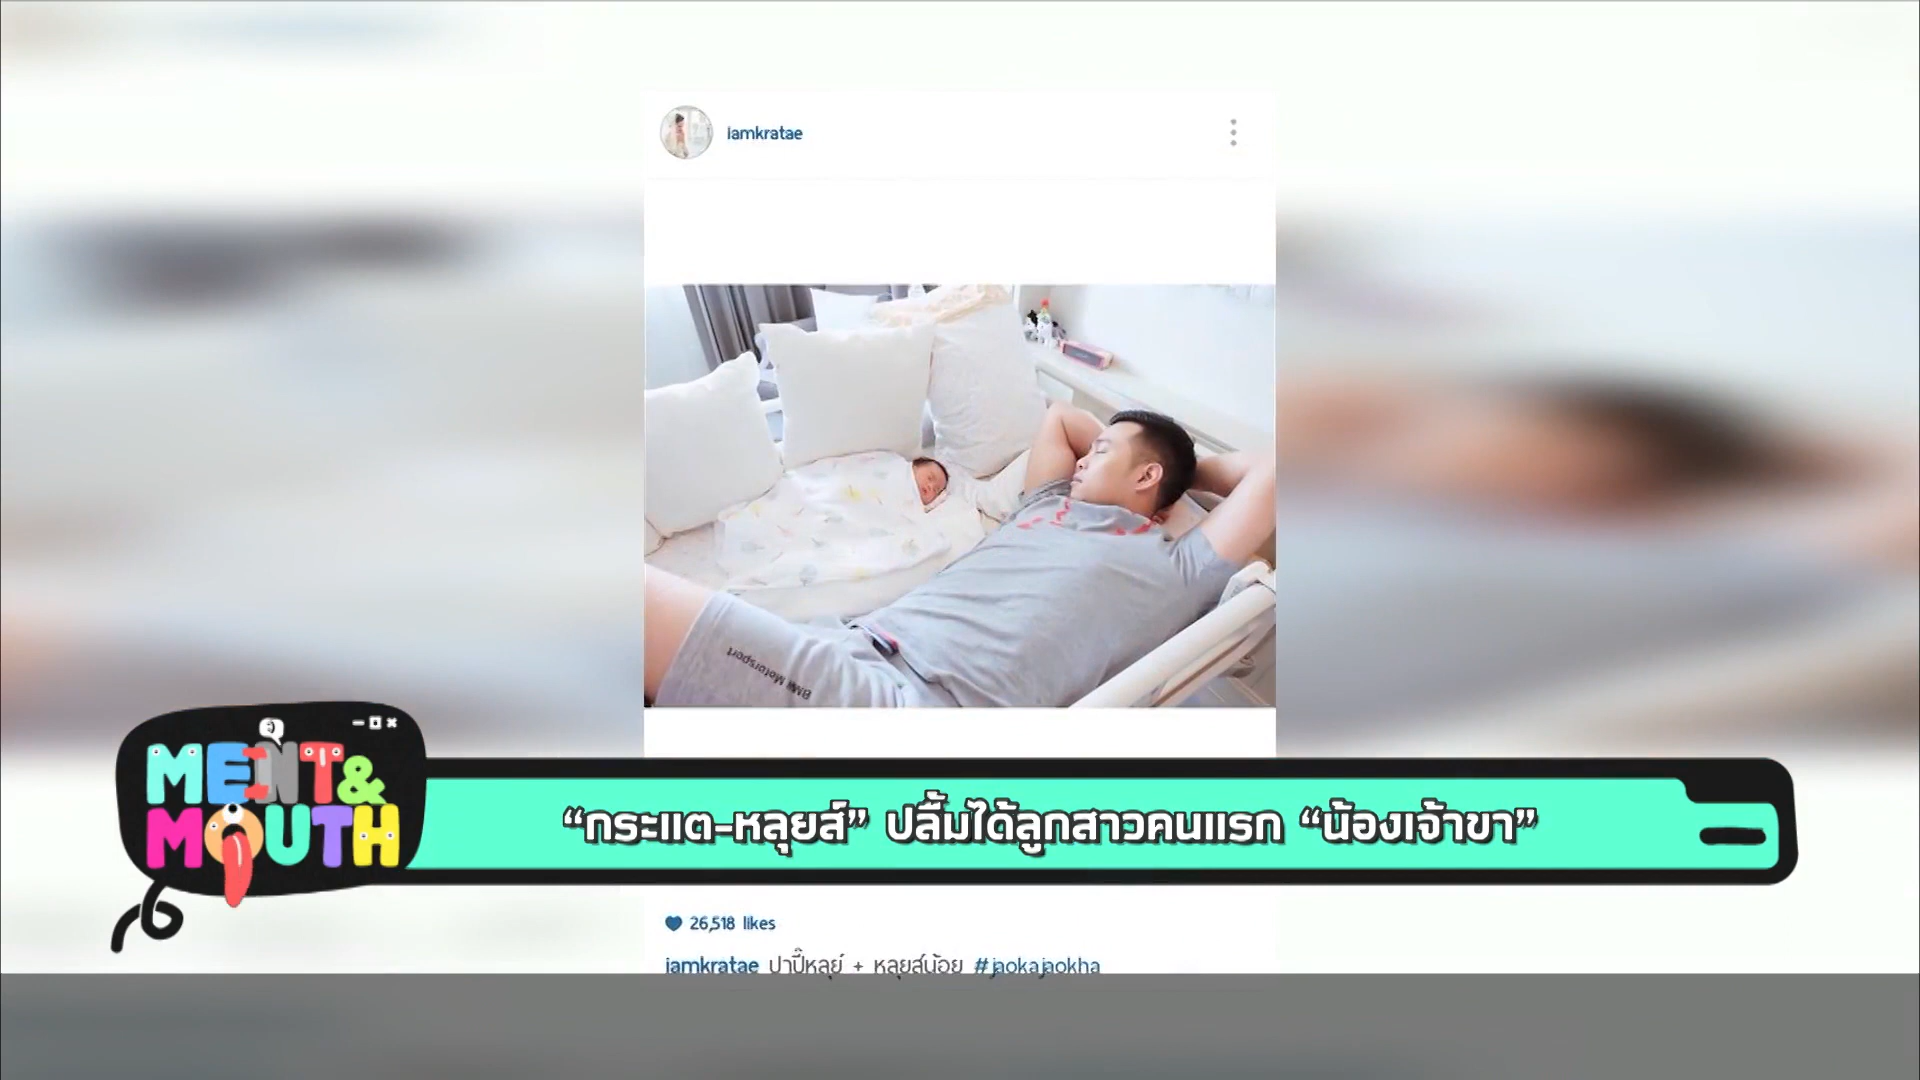 iamkratae
BMW Motorsport
MENT&
MOUTH
“กระแต-หลุยส์” ปลื้มได้ลูกสาวคนแรก “น้องเจ้าขา”
26,518 likes
iamkratae ปาปี๊หลุย์ + หลุยส์น้อย #jaokajaokha